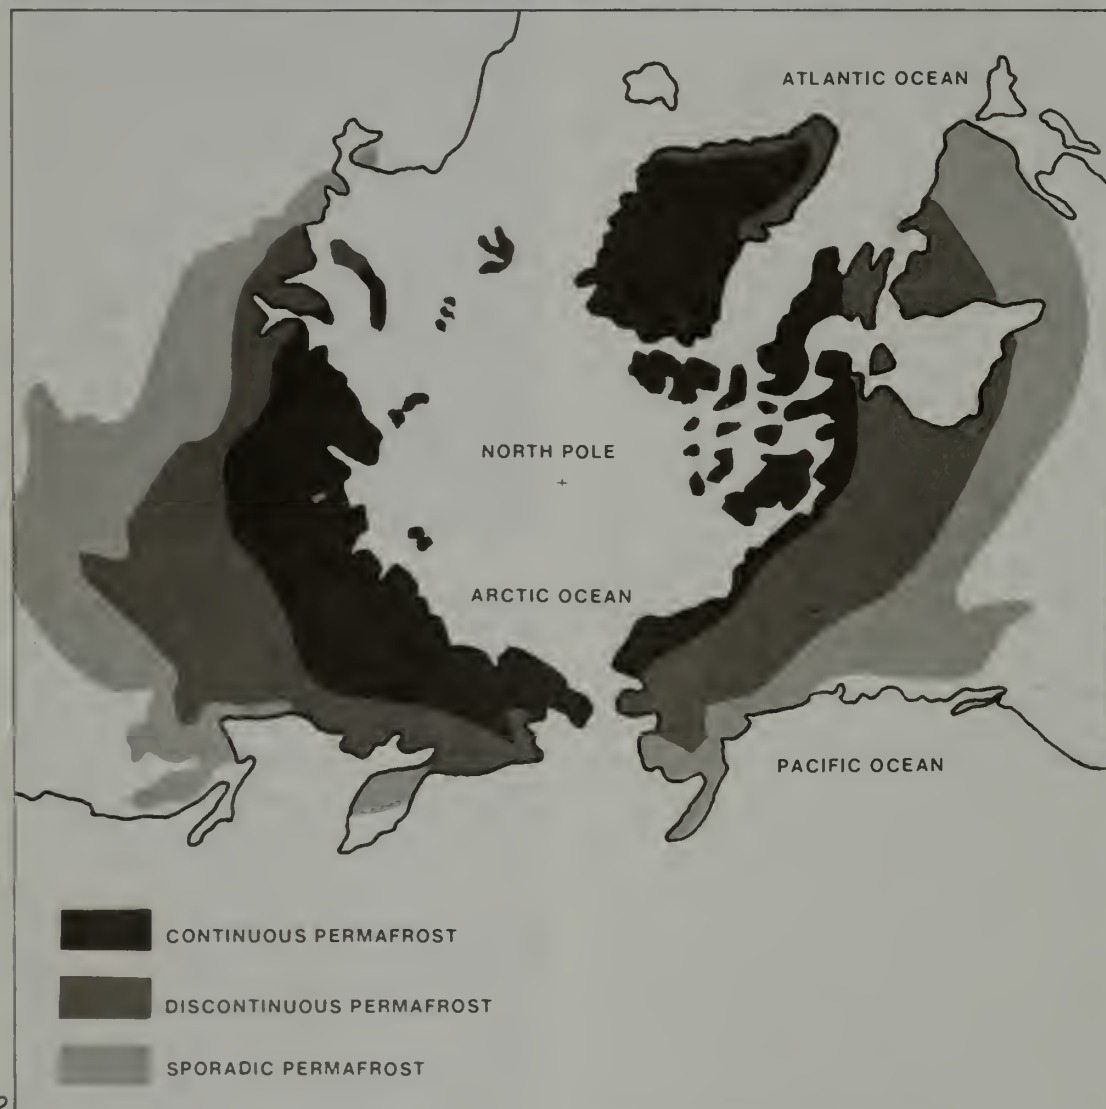 ATLANTIC OCEAN
NORTH POLE
ARCTIC OCEAN
PACIFIC OCEAN
CONTINUOUS PERMAFROST
DISCONTINUOUS PERMAFROST
SPORADIC PERMAFROST